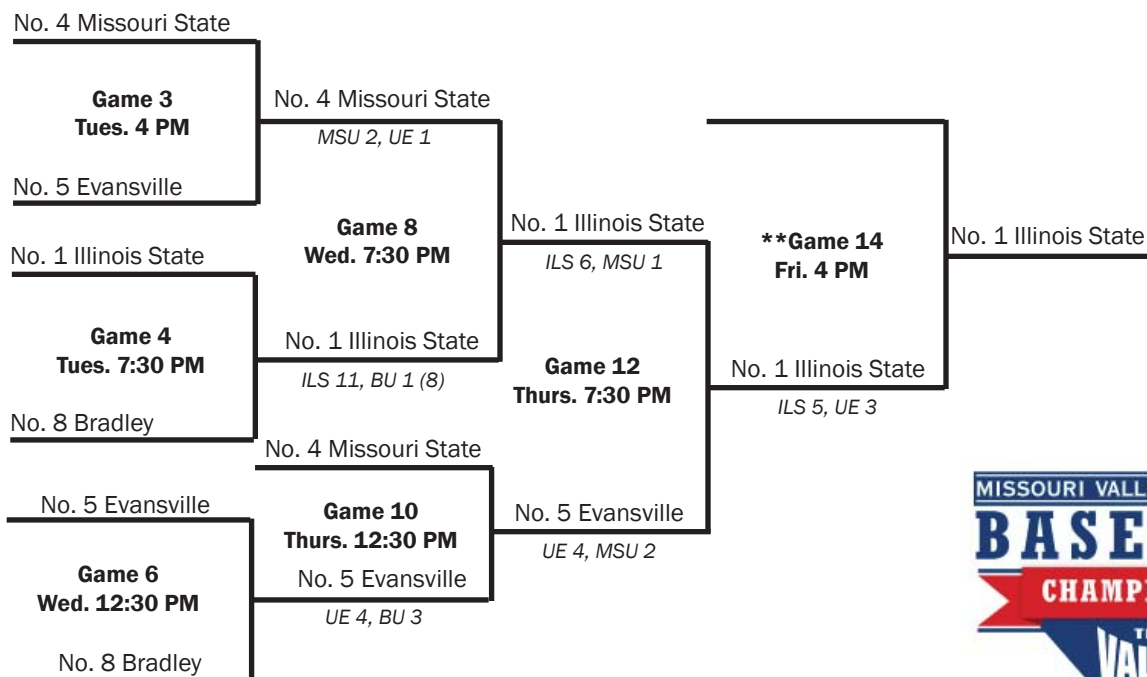 No. 4 Missouri State
Game 3
Tues. 4 PM
No. 5 Evansville
No. 4 Missouri State
MSU 2, UE 1
No. 1 Illinois State
Game 4
Tues. 7:30 PM
No. 8 Bradley
Game 8
Wed. 7:30 PM
No. 1 Illinois State
ILS 11, BU 1 (8)
No. 1 Illinois State
ILS 6, MSU 1
No. 5 Evansville
Game 6
Wed. 12:30 PM
No. 8 Bradley
No. 4 Missouri State
Game 10
Thurs. 12:30 PM
No. 5 Evansville
UE 4, BU 3
Game 12
Thurs. 7:30 PM
No. 5 Evansville
UE 4, MSU 2
**Game 14
Fri. 4 PM
No. 1 Illinois State
ILS 5, UE 3
No. 1 Illinois State
MISSOURI VALL
BASE
CHAMP